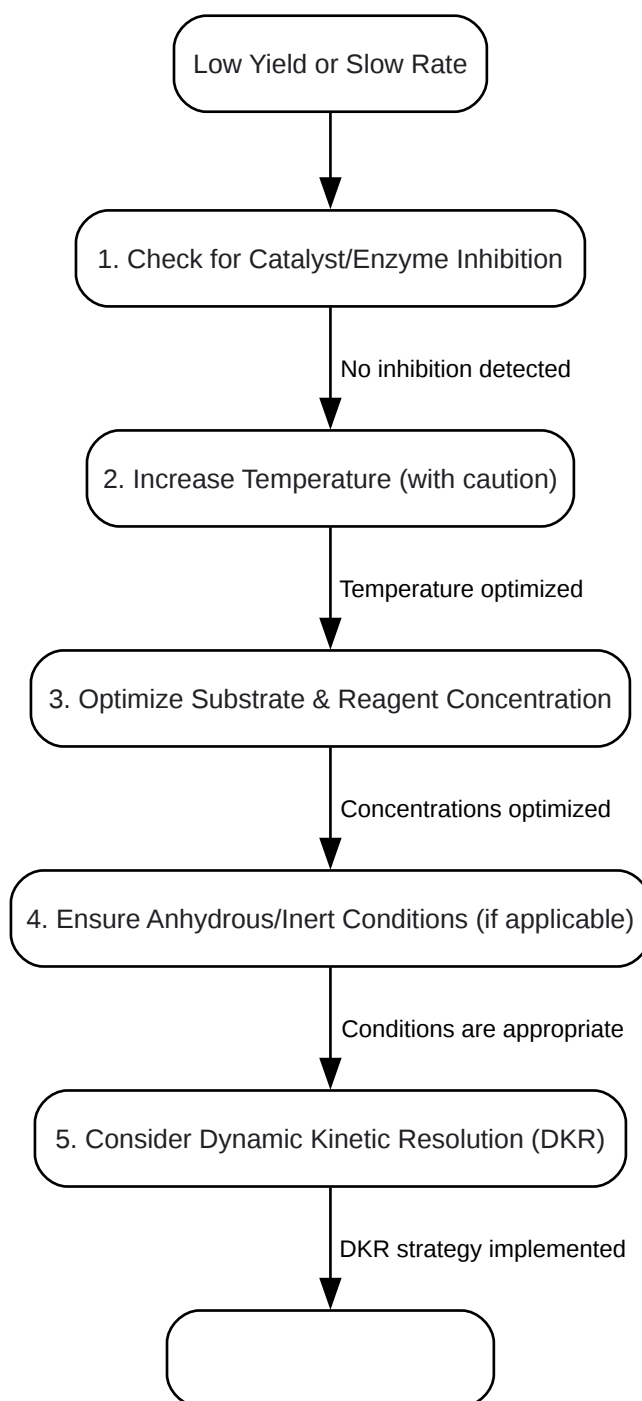 Low Yield or Slow Rate
1. Check for Catalyst/Enzyme Inhibition
No inhibition detected
2. Increase Temperature (with caution)
Temperature optimized
3. Optimize Substrate & Reagent Concentration
Concentrations optimized
4. Ensure Anhydrous/Inert Conditions (if applicable)
Conditions are appropriate
5. Consider Dynamic Kinetic Resolution (DKR)
DKR strategy implemented